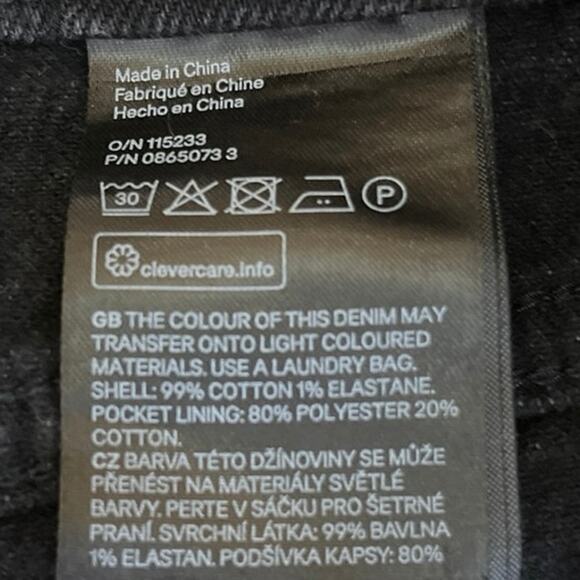 Made in China
Fabriqué en Chine
Hecho en China
O/N 115233
P/N 0865073 3
30 P
clevercare.info
GB THE COLOUR OF THIS DENIM MAY
TRANSFER ONTO LIGHT COLOURED
MATERIALS. USE A LAUNDRY BAG.
SHELL: 99% COTTON 1% ELASTANE.
POCKET LINING: 80% POLYESTER 20%
COTTON.
CZ BARVA TÉTO DŽÍNOVINY SE MŮŽE
PŘENÉST NA MATERIÁLY SVĚTLÉ
BARVY. PERTE V SÁČKU PRO ŠETRNÉ
PRANÍ. SVRCHNÍ LÁTKA: 99% BAVLNA
1% ELASTAN. PODŠÍVKA KAPSY: 80%